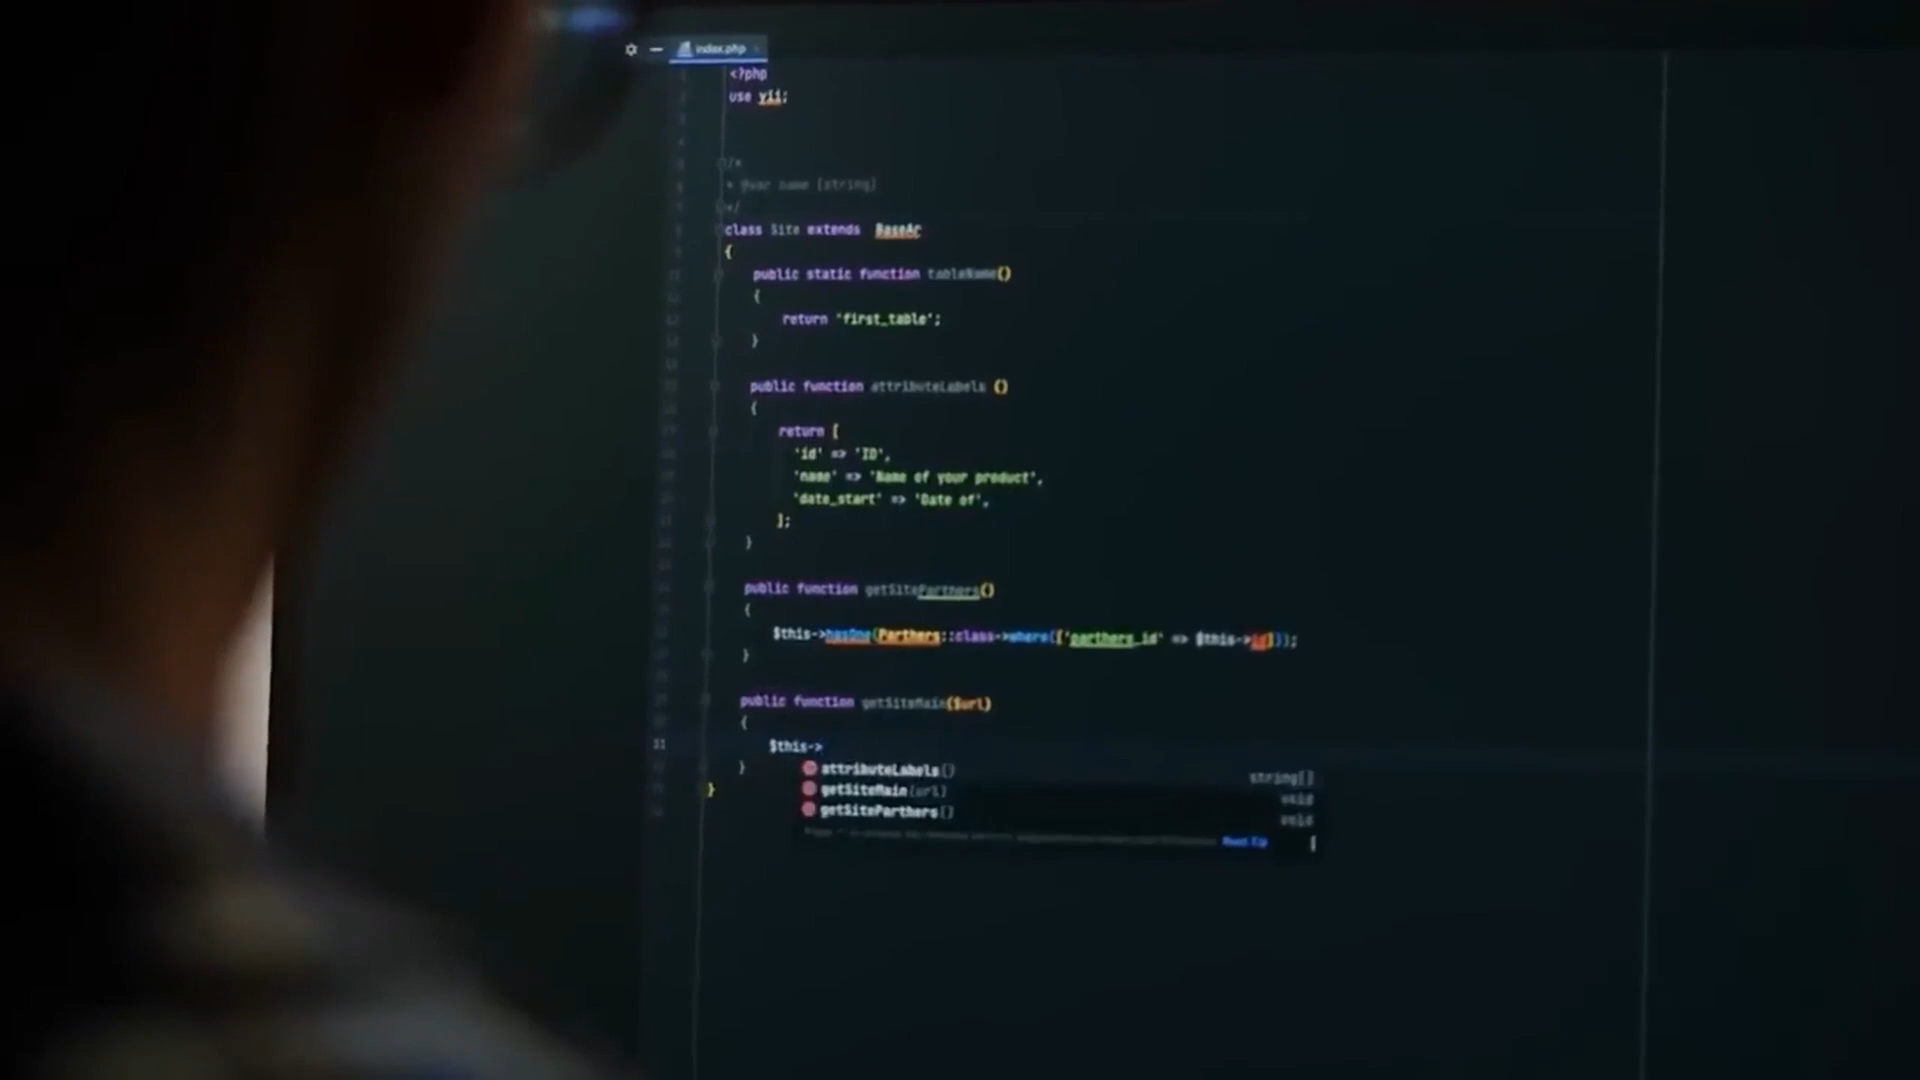 index.php
<?php
use yii;
/*
* @var name [string]
*/
class Site extends BaseAr
{
public static function tableName()
{
return 'first_table';
}
public function attributeLabels ()
{
return [
'id' => 'ID',
'name' => 'Name of your product',
'date_start' => 'Date of',
];
}
public function getSiteParthers()
{
$this->hasOne(Parthers::class->where(['parthers_id' => $this->id]));
}
public function getSiteMain($url)
{
$this->
}
attributeLabels() string[]
getSiteMain(url) void
getSiteParthers() void
}